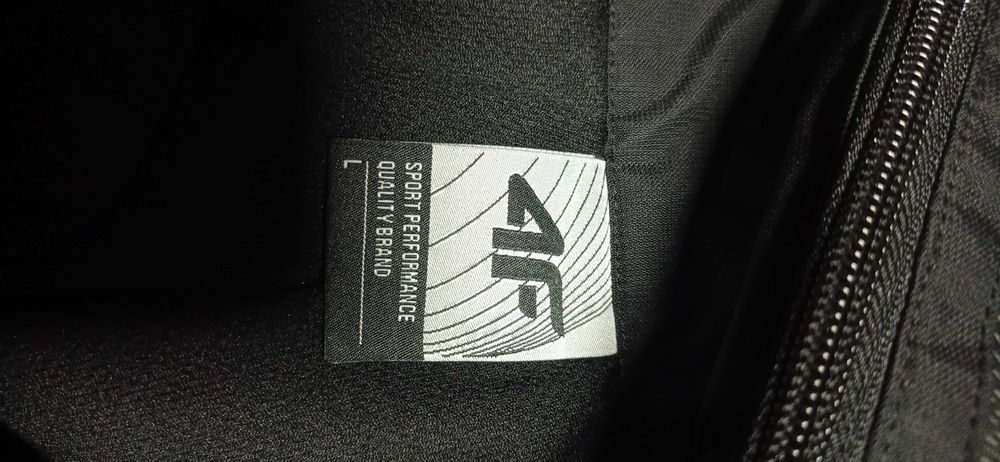 4F
SPORT PERFORMANCE
QUALITY BRAND
L